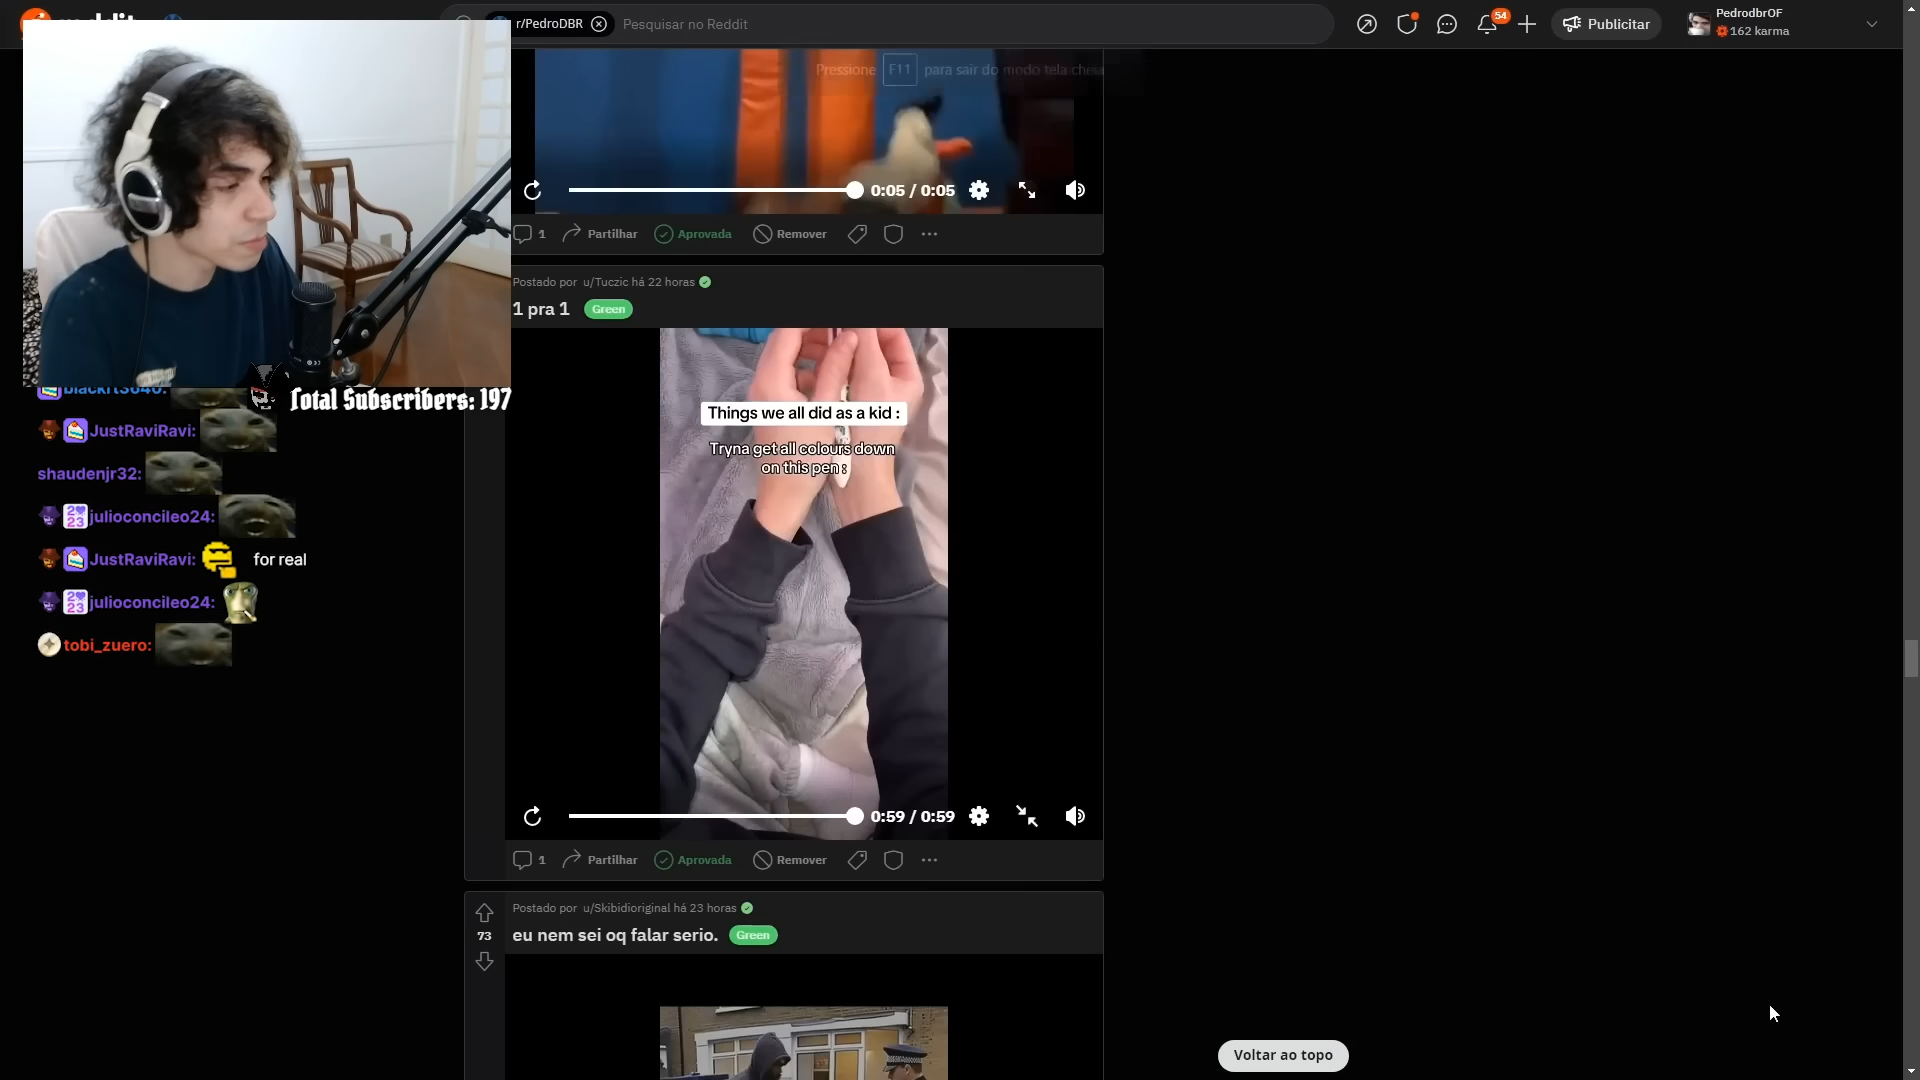 r/PedroDBR
Pesquisar no Reddit
54
Publicitar
PedrodbrOF
162 karma
Pressione F11 para sair do modo tela cheia
0:05 / 0:05
1 Partilhar Aprovada Remover
Postado por u/Tuczic há 22 horas
1 pra 1 Green
Things we all did as a kid :
Tryna get all colours down
on this pen :
0:59 / 0:59
1 Partilhar Aprovada Remover
Postado por u/Skibidioriginal há 23 horas
73
eu nem sei oq falar serio. Green
Voltar ao topo
Total Subscribers: 197
JustRaviRavi:
shaudenjr32:
julioconcileo24:
JustRaviRavi: for real
julioconcileo24:
tobi_zuero: